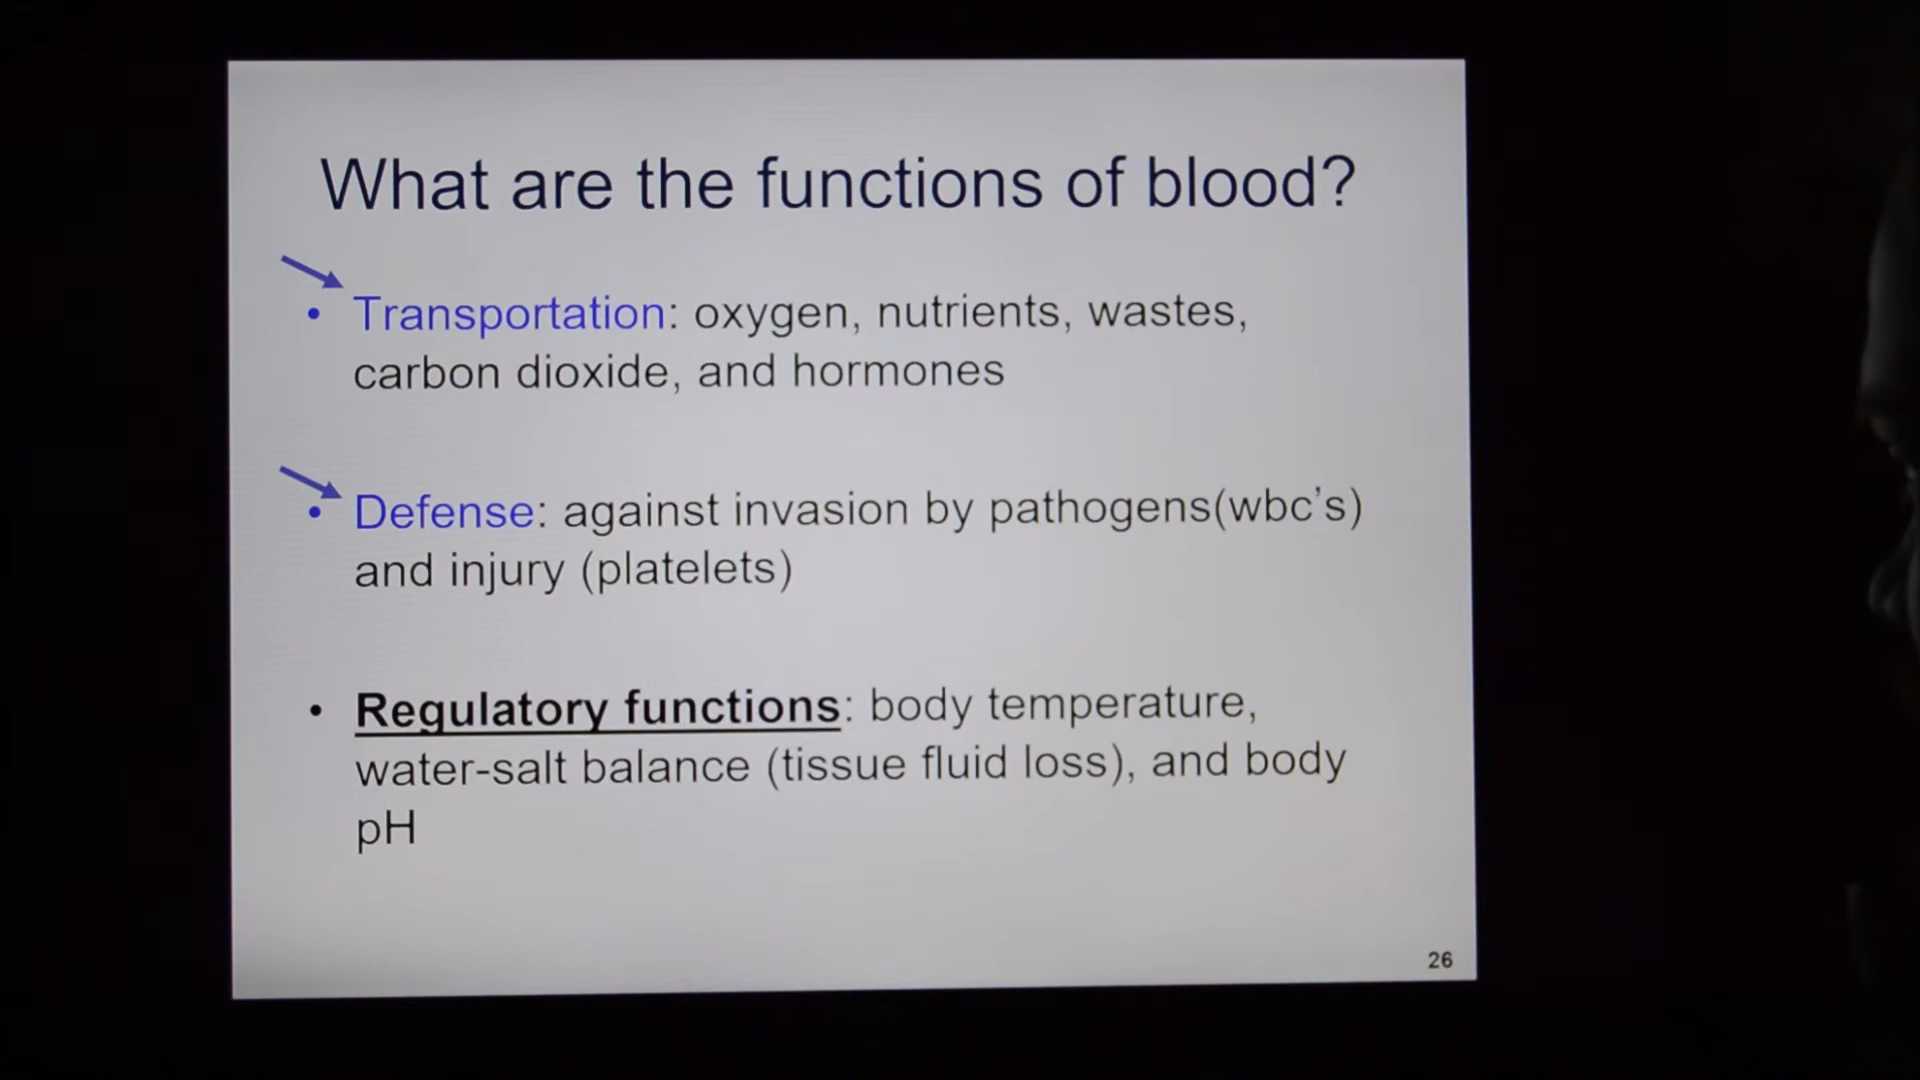 What are the functions of blood?
• Transportation: oxygen, nutrients, wastes,
carbon dioxide, and hormones
• Defense: against invasion by pathogens(wbc's)
and injury (platelets)
• Regulatory functions: body temperature,
water-salt balance (tissue fluid loss), and body
pH
26